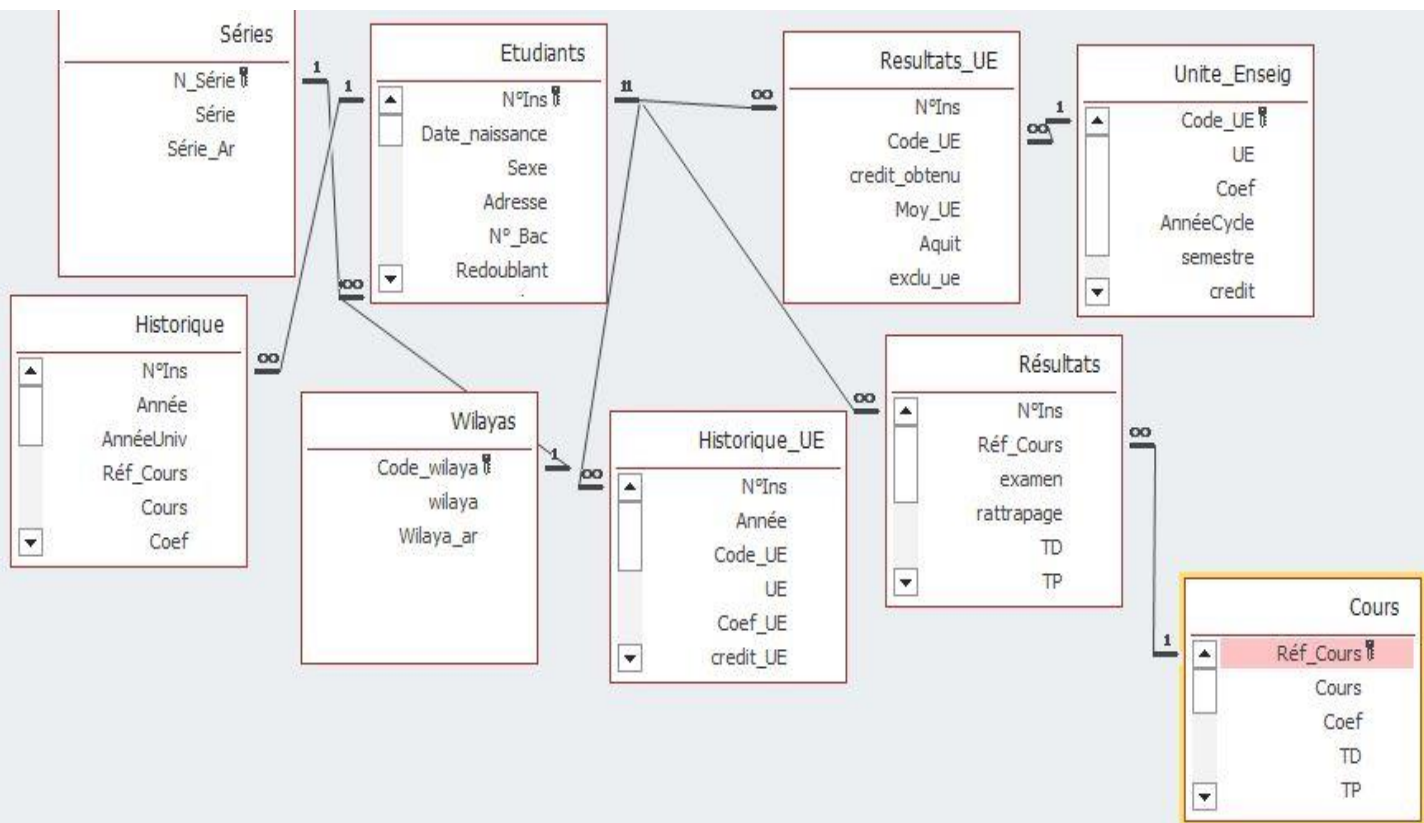 Séries
N_Série
Série
Série_Ar
Etudiants
N°Ins
Date_naissance
Sexe
Adresse
N°_Bac
Redoublant
Resultats_UE
N°Ins
Code_UE
credit_obtenu
Moy_UE
Aquit
exclu_ue
Unite_Enseig
Code_UE
UE
Coef
AnnéeCycle
semestre
credit
Historique
N°Ins
Année
AnnéeUniv
Réf_Cours
Cours
Coef
Wilayas
Code_wilaya
wilaya
Wilaya_ar
Historique_UE
N°Ins
Année
Code_UE
UE
Coef_UE
credit_UE
Résultats
N°Ins
Réf_Cours
examen
rattrapage
TD
TP
Cours
Réf_Cours
Cours
Coef
TD
TP
1
1
11
∞
1
∞
∞
∞
1
∞
∞
∞
1